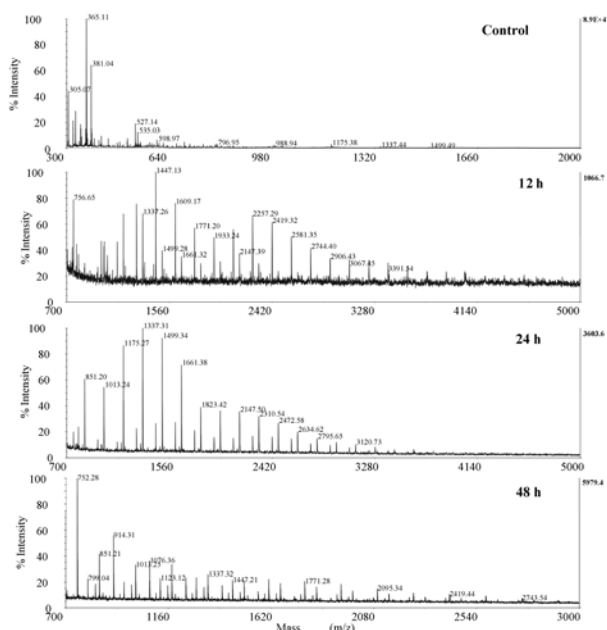 100 365.11 Control 8.9E+4
80
381.04
60
305.07
40
20 527.14
535.03
598.97 796.95 988.94 1175.38 1337.44 1499.49
0
300 640 980 1320 1660 2000
% Intensity
100 1447.13 12 h 1066.7
80 756.65 1609.17
1337.26 2257.29
60 1771.20 2419.32
1933.24 2581.35
40 1499.28 2147.39 2744.40
1661.32 2906.43
3067.45 3391.54
20
0
700 1560 2420 3280 4140 5000
% Intensity
100 1337.31 24 h 3603.6
1499.34
80 1175.27
1661.38
60 851.20
1013.24
40 1823.42
2147.50
2310.54
20 2472.58
2634.62
2795.65
3120.73
0
700 1560 2420 3280 4140 5000
% Intensity
100 752.28 48 h 5979.4
80
60
914.31
40 851.21
1076.36
1013.25
20 799.04 1123.12 1337.32
1447.21 1771.28
2095.34
2419.44 2743.54
0
700 1160 1620 2080 2540 3000
% Intensity
Mass (m/z)